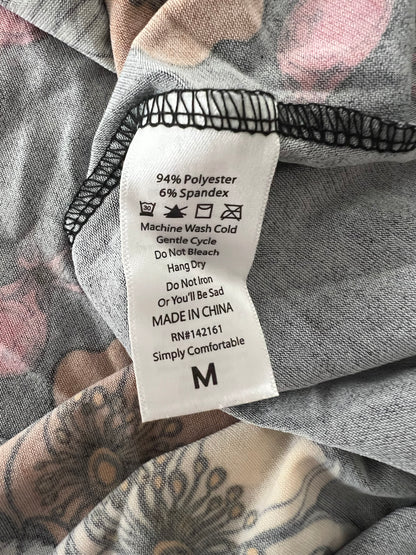 94% Polyester
6% Spandex
30
Machine Wash Cold
Gentle Cycle
Do Not Bleach
Hang Dry
Do Not Iron
Or You'll Be Sad
MADE IN CHINA
RN#142161
Simply Comfortable
M